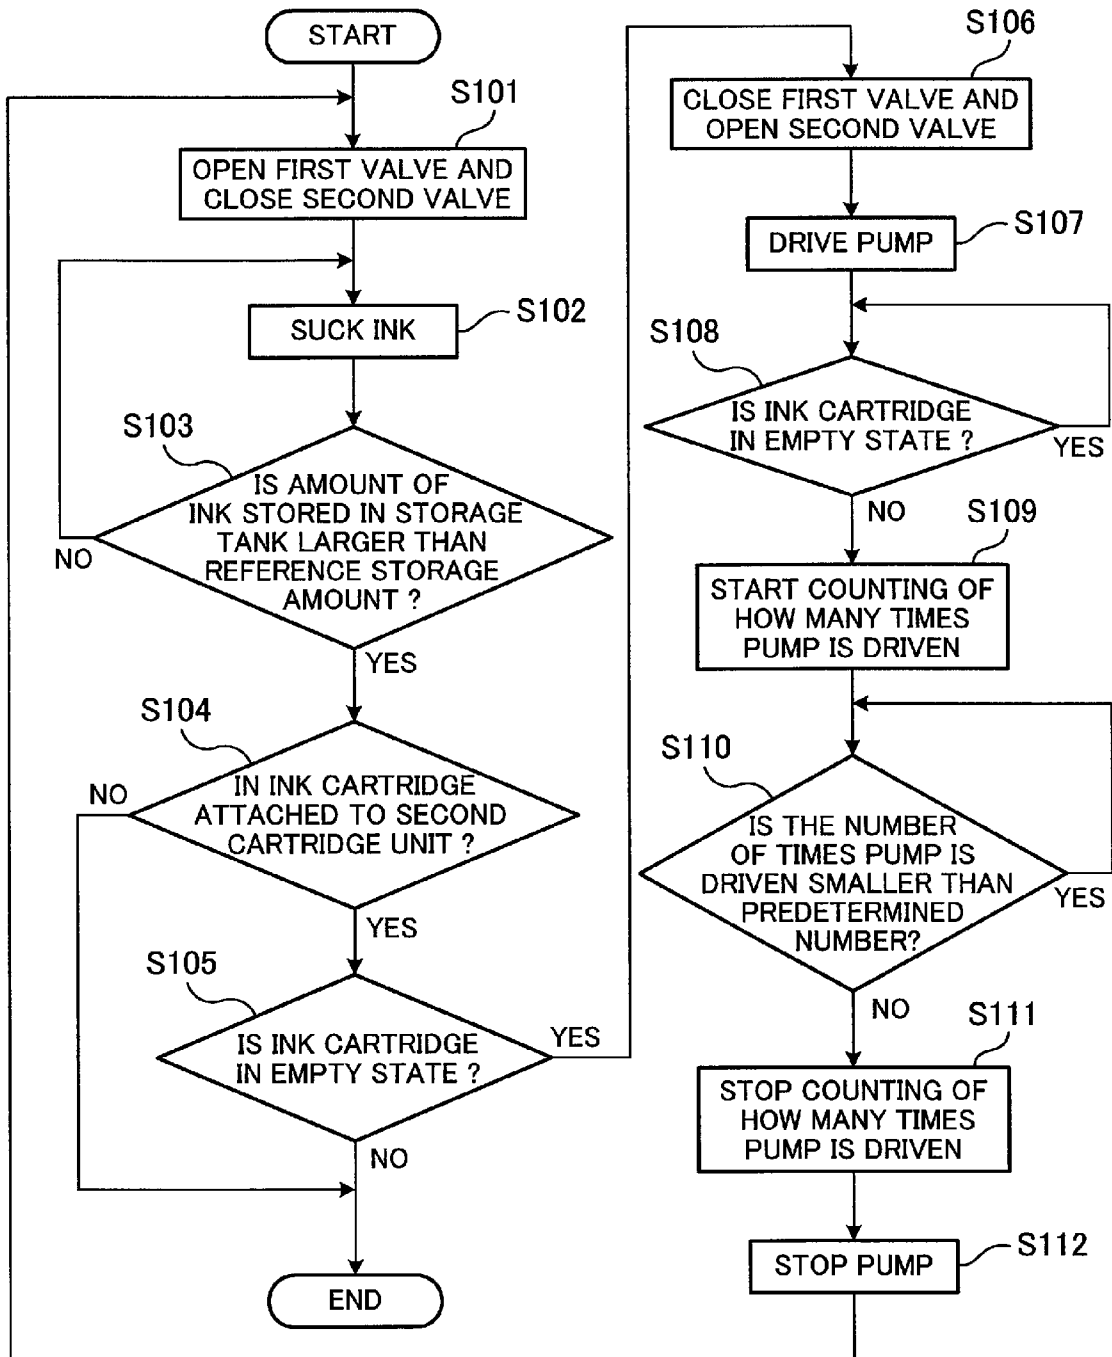 START
S101
OPEN FIRST VALVE AND
CLOSE SECOND VALVE
SUCK INK
S102
S103
IS AMOUNT OF
INK STORED IN STORAGE
TANK LARGER THAN
REFERENCE STORAGE
AMOUNT ?
NO
YES
S104
IN INK CARTRIDGE
ATTACHED TO SECOND
CARTRIDGE UNIT ?
NO
YES
S105
IS INK CARTRIDGE
IN EMPTY STATE ?
YES
NO
END
S106
CLOSE FIRST VALVE AND
OPEN SECOND VALVE
DRIVE PUMP
S107
S108
IS INK CARTRIDGE
IN EMPTY STATE ?
YES
NO
S109
START COUNTING OF
HOW MANY TIMES
PUMP IS DRIVEN
S110
IS THE NUMBER
OF TIMES PUMP IS
DRIVEN SMALLER THAN
PREDETERMINED
NUMBER?
YES
NO
S111
STOP COUNTING OF
HOW MANY TIMES
PUMP IS DRIVEN
STOP PUMP
S112